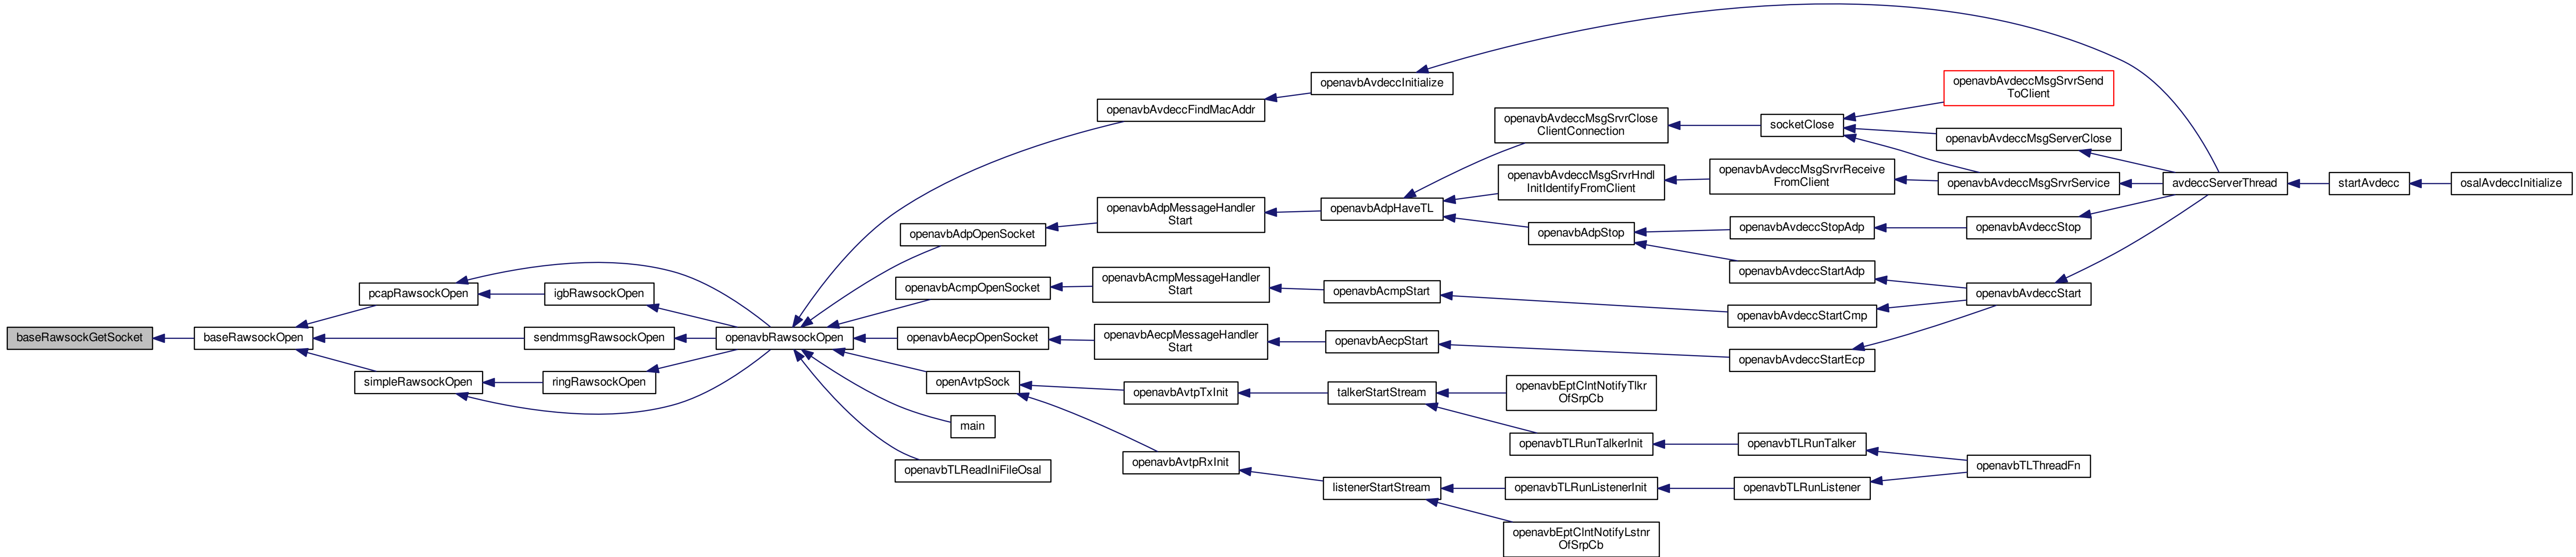 baseRawsockGetSocket
baseRawsockOpen
pcapRawsockOpen
igbRawsockOpen
sendmmsgRawsockOpen
simpleRawsockOpen
ringRawsockOpen
openavbRawsockOpen
openavbAvdeccFindMacAddr
openavbAvdeccInitialize
openavbAdpOpenSocket
openavbAdpMessageHandler
Start
openavbAdpHaveTL
openavbAvdeccMsgSrvrClose
ClientConnection
socketClose
openavbAvdeccMsgSrvrSend
ToClient
openavbAvdeccMsgServerClose
openavbAvdeccMsgSrvrHndl
InitIdentifyFromClient
openavbAvdeccMsgSrvrReceive
FromClient
openavbAvdeccMsgSrvrService
avdeccServerThread
startAvdecc
osalAvdeccInitialize
openavbAdpStop
openavbAvdeccStopAdp
openavbAvdeccStop
openavbAvdeccStartAdp
openavbAvdeccStart
openavbAcmpOpenSocket
openavbAcmpMessageHandler
Start
openavbAcmpStart
openavbAvdeccStartCmp
openavbAecpOpenSocket
openavbAecpMessageHandler
Start
openavbAecpStart
openavbAvdeccStartEcp
openAvtpSock
openavbAvtpTxInit
talkerStartStream
openavbEptClntNotifyTlkr
OfSrpCb
openavbTLRunTalkerInit
openavbTLRunTalker
openavbTLThreadFn
main
openavbTLReadIniFileOsal
openavbAvtpRxInit
listenerStartStream
openavbTLRunListenerInit
openavbTLRunListener
openavbEptClntNotifyLstnr
OfSrpCb